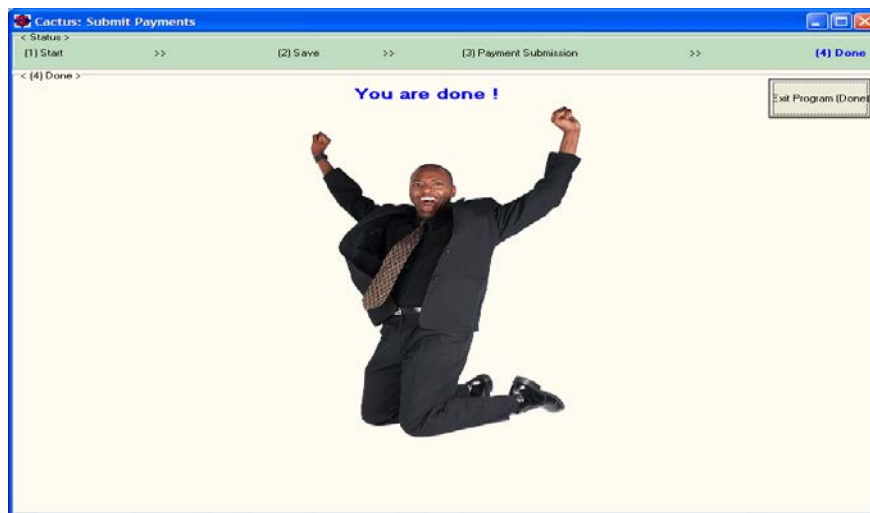 Cactus: Submit Payments
< Status >
(1) Start >> (2) Save >> (3) Payment Submission >> (4) Done
< (4) Done >
You are done !
Exit Program (Done)